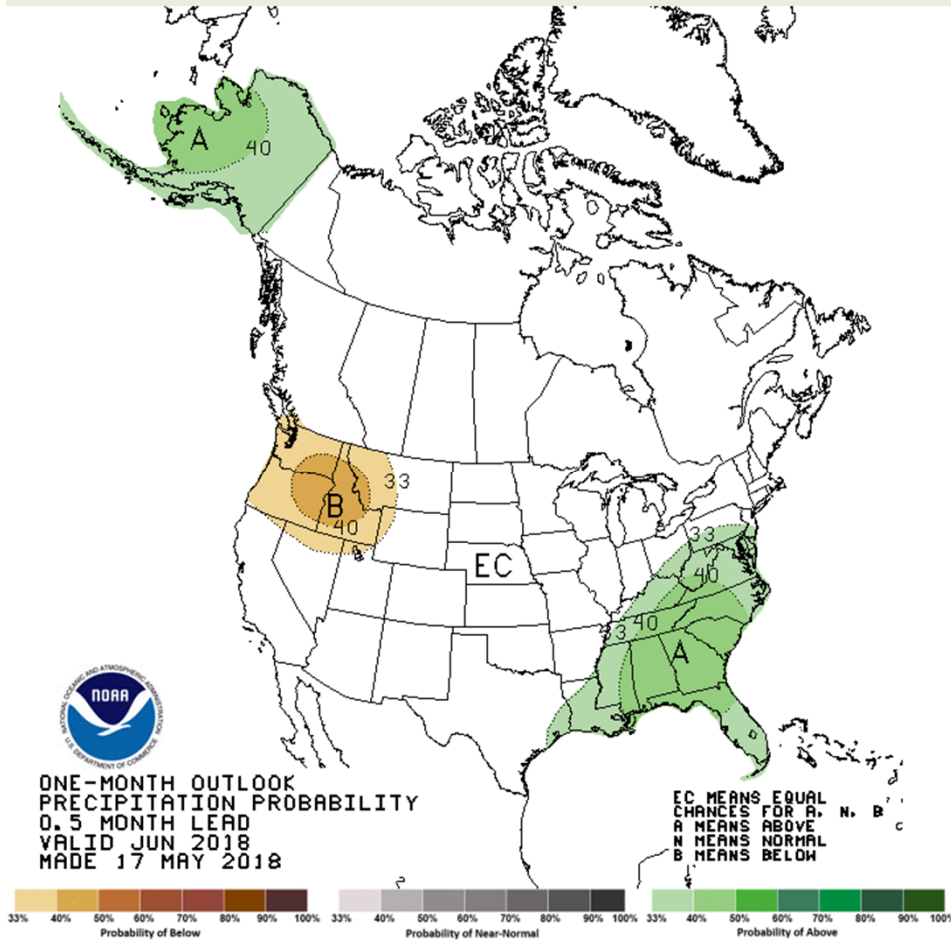 A
40
33
B
40
EC
33
40
33
40
A
NATIONAL OCEANIC AND ATMOSPHERIC ADMINISTRATION
NOAA
U.S. DEPARTMENT OF COMMERCE
ONE-MONTH OUTLOOK
PRECIPITATION PROBABILITY
0.5 MONTH LEAD
VALID JUN 2018
MADE 17 MAY 2018
EC MEANS EQUAL
CHANCES FOR A, N, B
A MEANS ABOVE
N MEANS NORMAL
B MEANS BELOW
33% 40% 50% 60% 70% 80% 90% 100%
Probability of Below
33% 40% 50% 60% 70% 80% 90% 100%
Probability of Near-Normal
33% 40% 50% 60% 70% 80% 90% 100%
Probability of Above